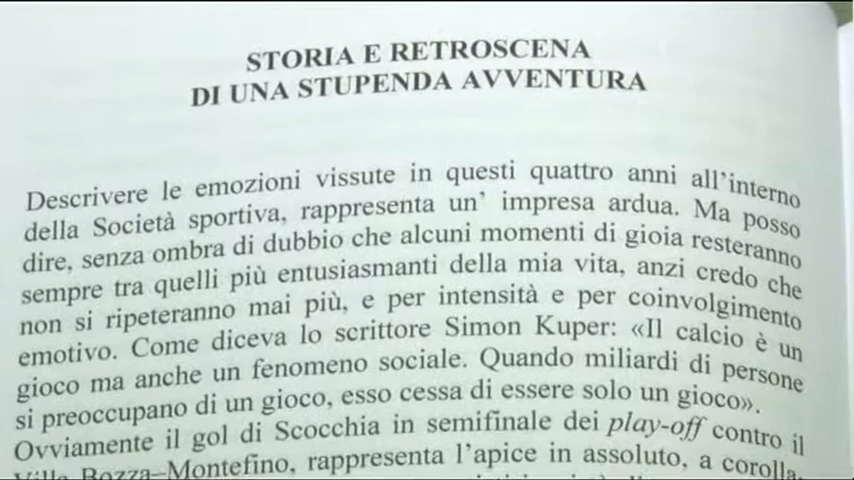 STORIA E RETROSCENA
DI UNA STUPENDA AVVENTURA
Descrivere le emozioni vissute in questi quattro anni all'interno
della Società sportiva, rappresenta un' impresa ardua. Ma posso
dire, senza ombra di dubbio che alcuni momenti di gioia resteranno
sempre tra quelli più entusiasmanti della mia vita, anzi credo che
non si ripeteranno mai più, e per intensità e per coinvolgimento
emotivo. Come diceva lo scrittore Simon Kuper: «Il calcio è un
gioco ma anche un fenomeno sociale. Quando miliardi di persone
si preoccupano di un gioco, esso cessa di essere solo un gioco».
Ovviamente il gol di Scocchia in semifinale dei play-off contro il
Villa Bozza–Montefino, rappresenta l'apice in assoluto, a corolla,